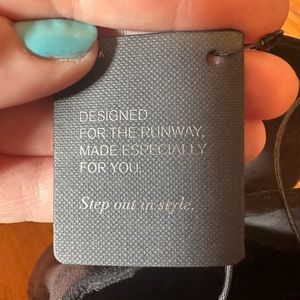 DESIGNED
FOR THE RUNWAY,
MADE ESPECIALLY
FOR YOU.
Step out in style.